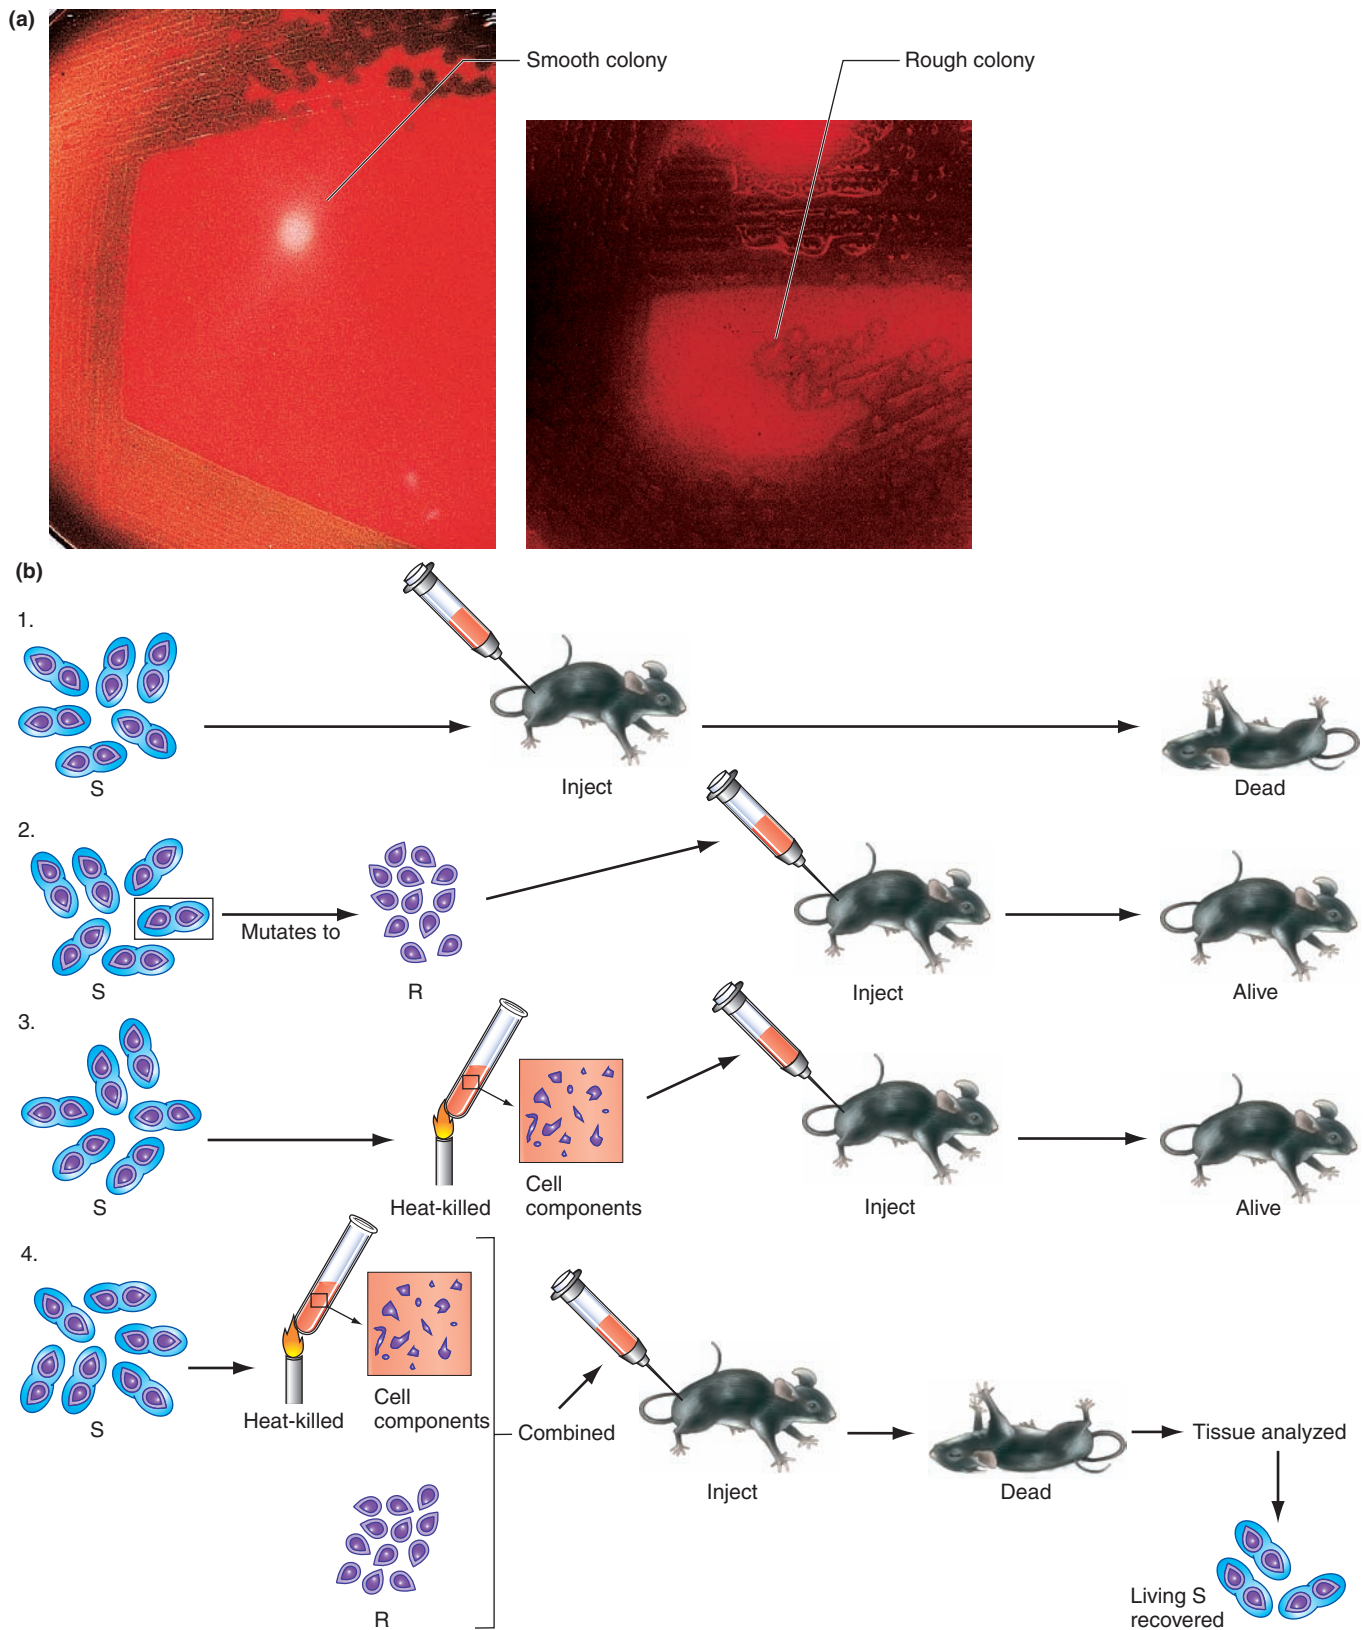 (a)
Smooth colony
Rough colony
(b)
1.
S
Inject
Dead
2.
Mutates to
S
R
Inject
Alive
3.
S
Heat-killed
Cell
components
Inject
Alive
4.
S
Heat-killed
Cell
components
R
Combined
Inject
Dead
Tissue analyzed
Living S
recovered